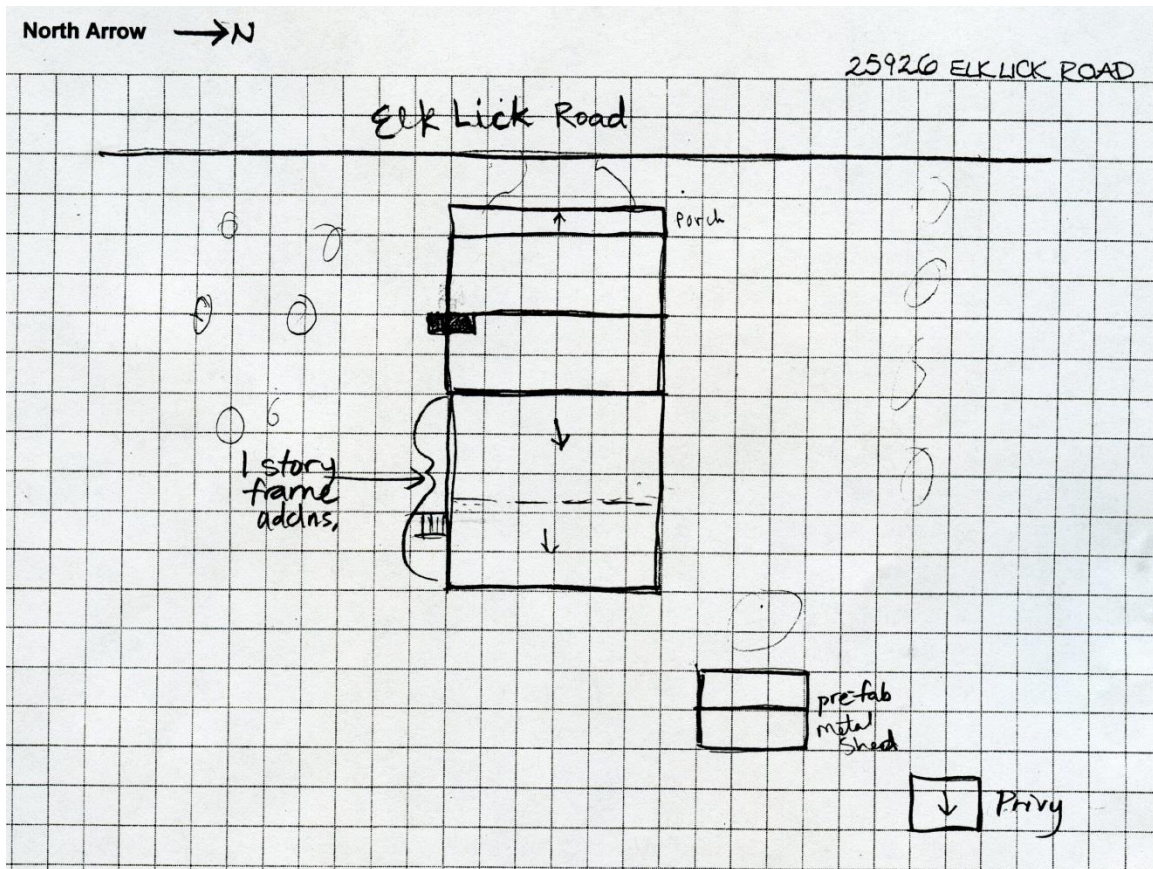 North Arrow → N
25926 ELK LICK ROAD
Elk Lick Road
Porch
1 story
frame
addns.
pre-fab
metal
Shed
Privy